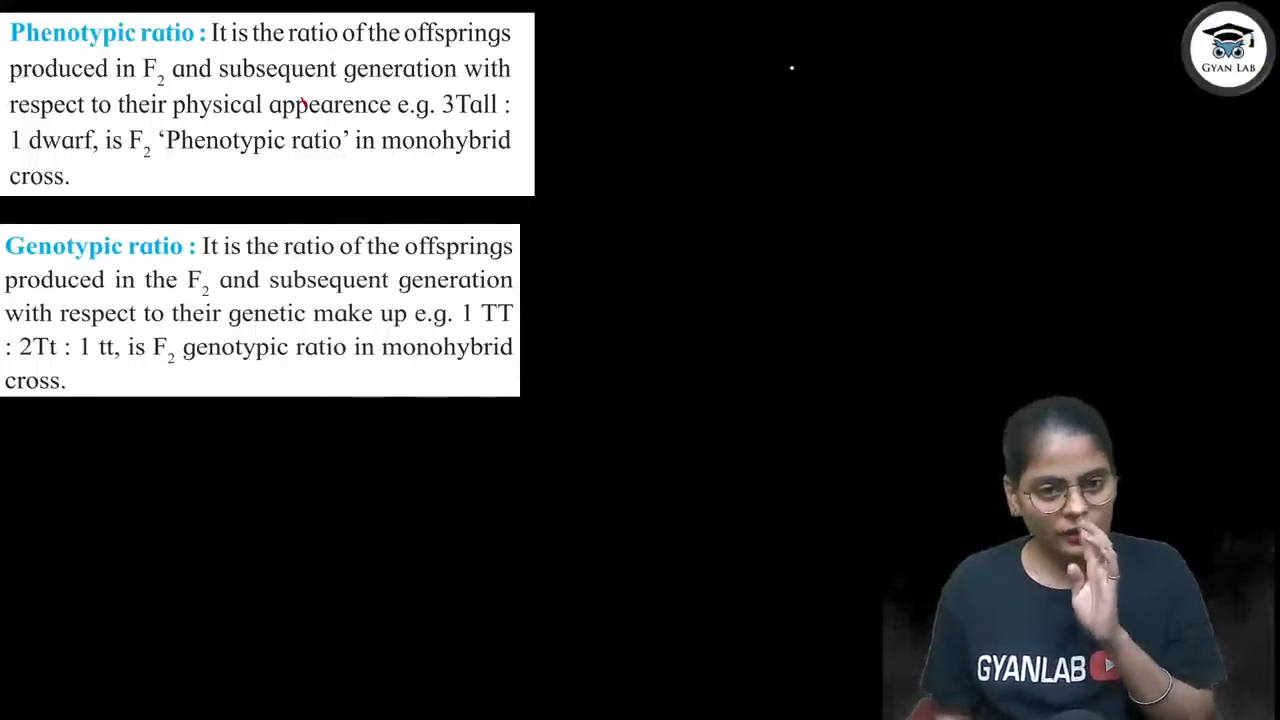 Phenotypic ratio : It is the ratio of the offsprings
produced in F2 and subsequent generation with
respect to their physical appearence e.g. 3Tall :
1 dwarf, is F2 ‘Phenotypic ratio’ in monohybrid
cross.
Genotypic ratio : It is the ratio of the offsprings
produced in the F2 and subsequent generation
with respect to their genetic make up e.g. 1 TT
: 2Tt : 1 tt, is F2 genotypic ratio in monohybrid
cross.
GYAN LAB
GYANLAB